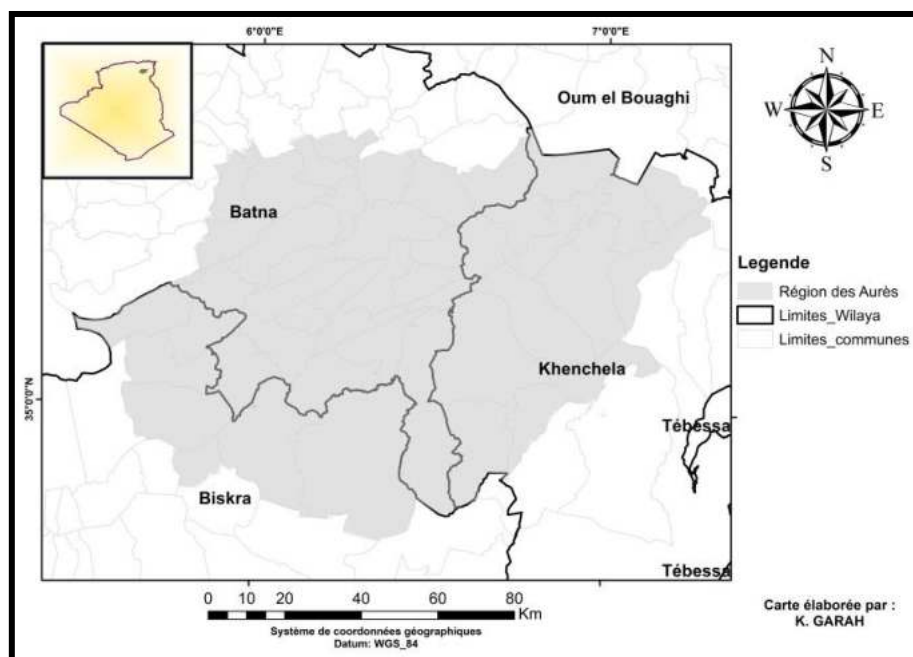 6°0'0"E
7°0'0"E
Oum el Bouaghi
N
W
E
S
Batna
Legende
Région des Aurès
Limites_Wilaya
Limites_communes
Khenchela
35°0'0"N
Tébessa
Biskra
Tébessa
0 10 20 40 60 80
Km
Système de coordonnées géographiques
Datum: WGS_84
Carte élaborée par :
K. GARAH